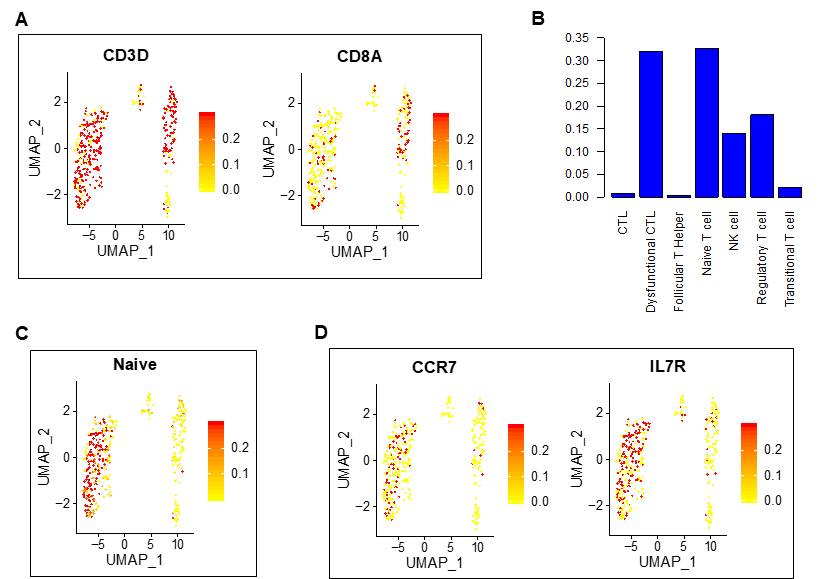 A
CD3D
CD8A
UMAP_2
2
0
−2
−5 0 5 10
UMAP_1
0.2
0.1
0.0
UMAP_2
2
0
−2
−5 0 5 10
UMAP_1
0.2
0.1
0.0
B
0.35
0.30
0.25
0.20
0.15
0.10
0.05
0.00
CTL
Dysfunctional CTL
Follicular T Helper
Naive T cell
NK cell
Regulatory T cell
Transitional T cell
C
Naive
UMAP_2
2
0
−2
−5 0 5 10
UMAP_1
0.2
0.1
D
CCR7
IL7R
UMAP_2
2
0
−2
−5 0 5 10
UMAP_1
0.2
0.1
0.0
UMAP_2
2
0
−2
−5 0 5 10
UMAP_1
0.2
0.1
0.0